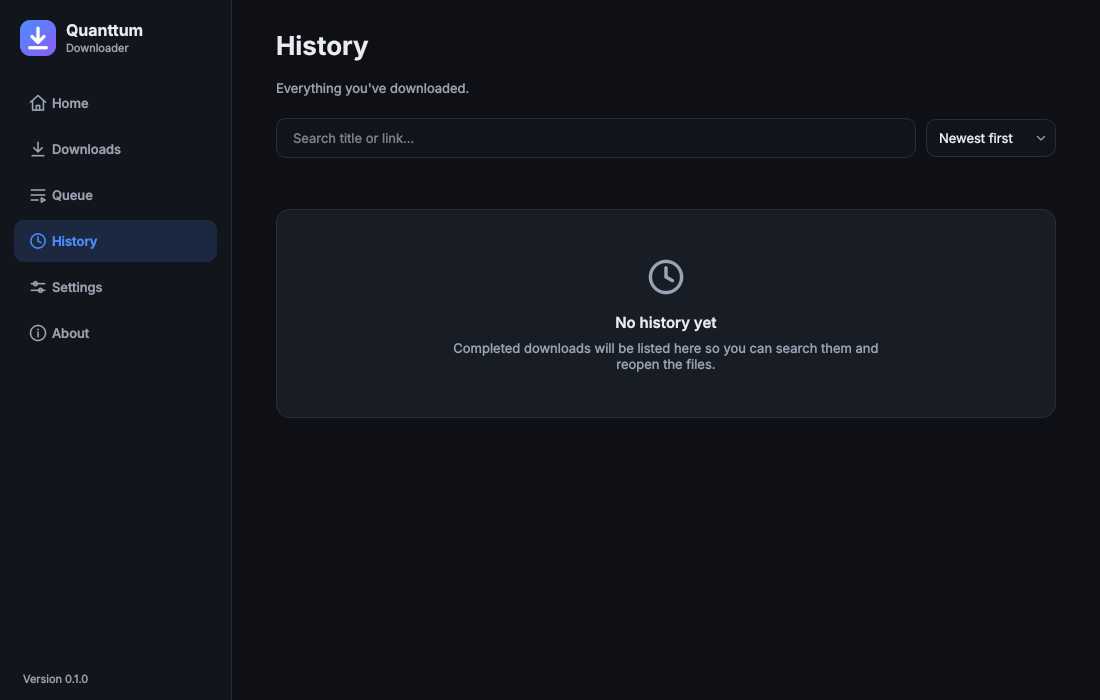 Quanttum
Downloader
Home
Downloads
Queue
History
Settings
About
Version 0.1.0
History
Everything you've downloaded.
Search title or link...
Newest first
No history yet
Completed downloads will be listed here so you can search them and
reopen the files.